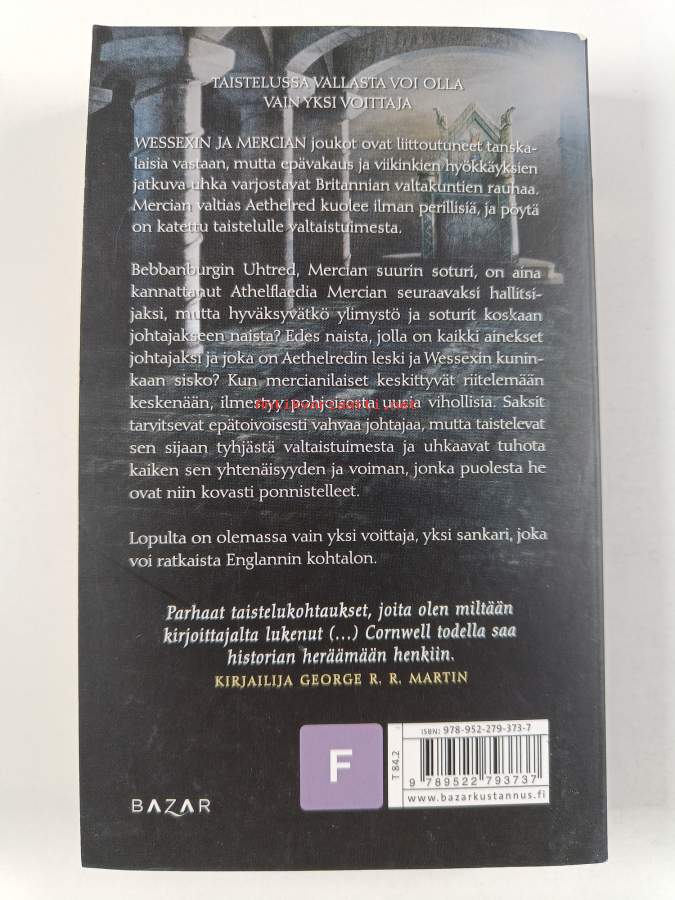 TAISTELUSSA VALLASTA VOI OLLA
VAIN YKSI VOITTAJA
WESSEXIN JA MERCIAN joukot ovat liittoutuneet tanska-
laisia vastaan, mutta epävakaus ja viikinkien hyökkäyksien
jatkuva uhka varjostavat Britannian valtakuntien rauhaa.
Mercian valtias Aethelred kuolee ilman perillisiä, ja pöytä
on katettu taistelulle valtaistuimesta.
Bebbanburgin Uhtred, Mercian suurin soturi, on aina
kannattanut Athelflaedia Mercian seuraavaksi hallitsi-
jaksi, mutta hyväksyvätkö ylimystö ja soturit koskaan
johtajakseen naista? Edes naista, jolla on kaikki ainekset
johtajaksi ja joka on Aethelredin leski ja Wessexin kunin-
kaan sisko? Kun mercianilaiset keskittyvät riitelemään
keskenään, ilmestyy pohjoisesta uusia vihollisia. Saksit
tarvitsevat epätoivoisesti vahvaa johtajaa, mutta taistelevat
sen sijaan tyhjästä valtaistuimesta ja uhkaavat tuhota
kaiken sen yhtenäisyyden ja voiman, jonka puolesta he
ovat niin kovasti ponnistelleet.
Lopulta on olemassa vain yksi voittaja, yksi sankari, joka
voi ratkaista Englannin kohtalon.
Parhaat taistelukohtaukset, joita olen miltään
kirjoittajalta lukenut (...) Cornwell todella saa
historian heräämään henkiin.
KIRJAILIJA GEORGE R. R. MARTIN
F
T 84.2
ISBN: 978-952-279-373-7
9 789522 793737
www.bazarkustannus.fi
BAZAR